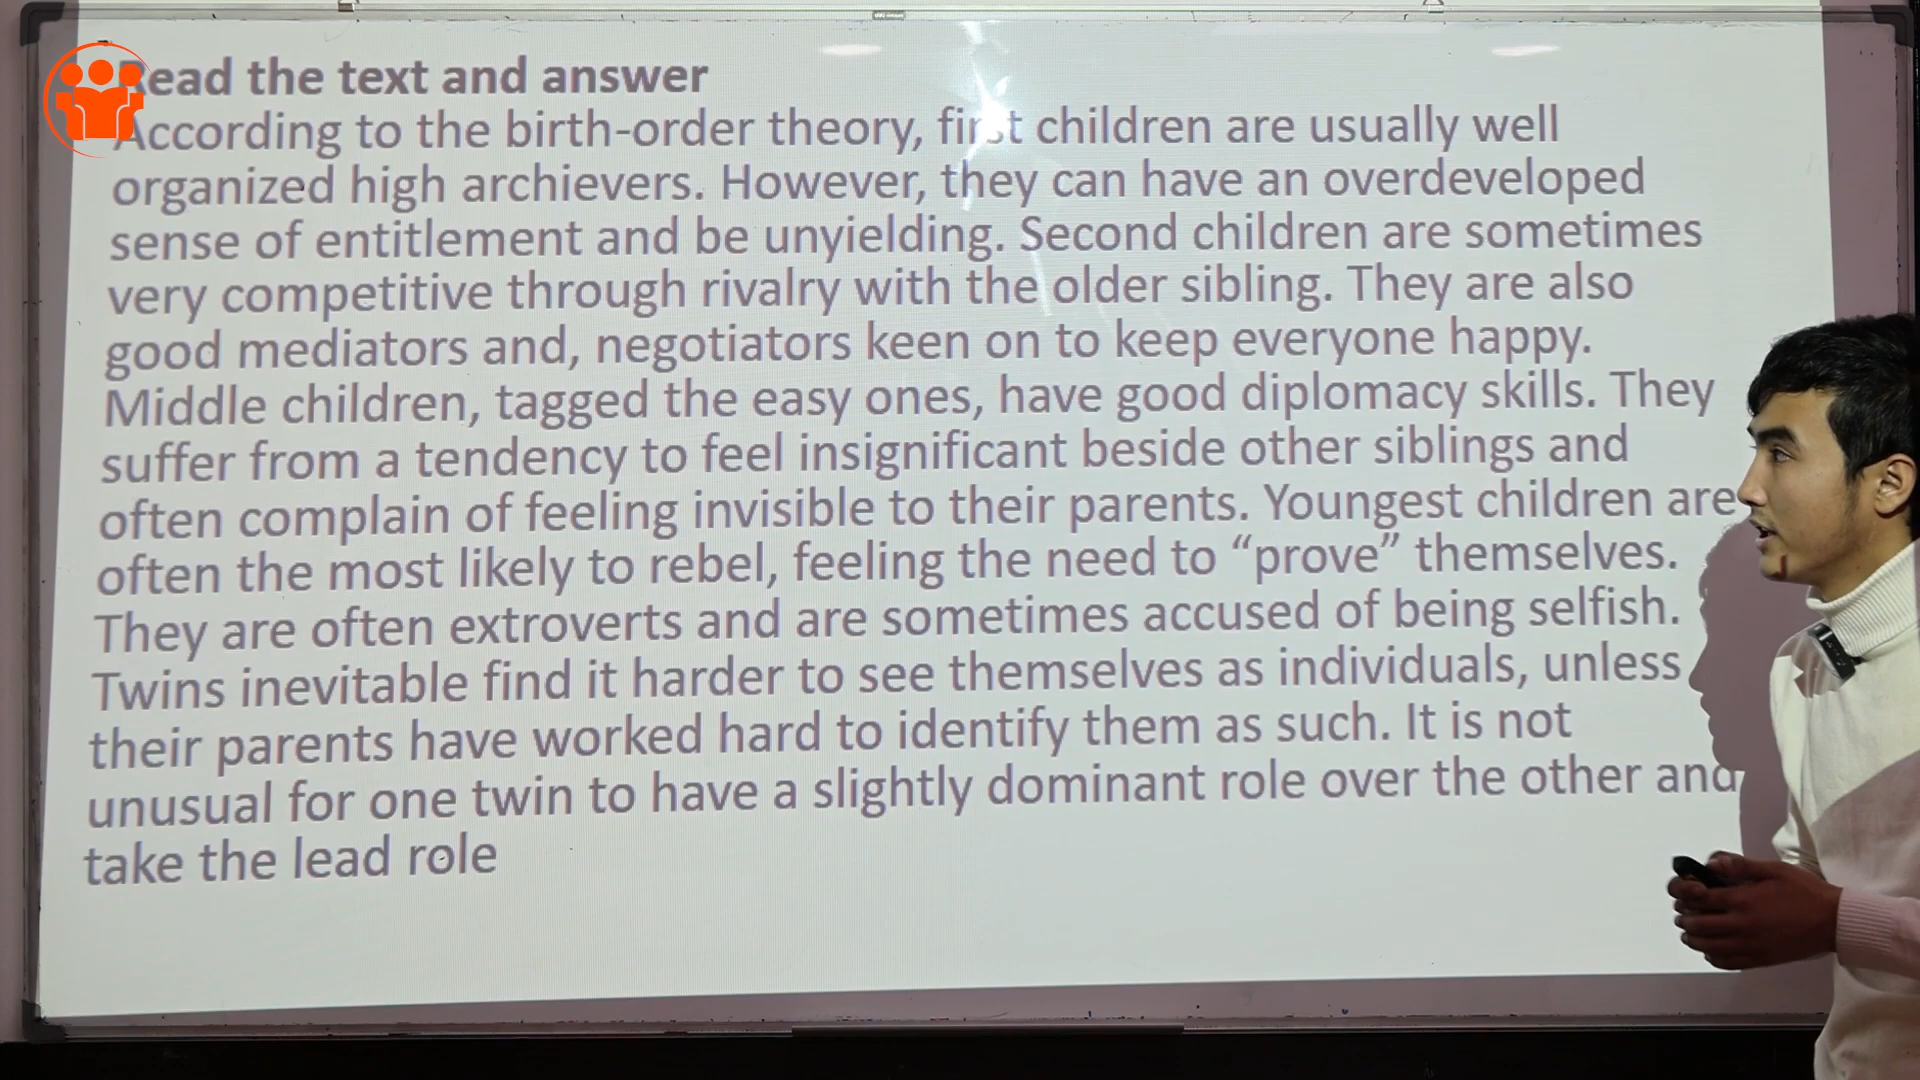 Read the text and answer
According to the birth-order theory, first children are usually well
organized high archievers. However, they can have an overdeveloped
sense of entitlement and be unyielding. Second children are sometimes
very competitive through rivalry with the older sibling. They are also
good mediators and, negotiators keen on to keep everyone happy.
Middle children, tagged the easy ones, have good diplomacy skills. They
suffer from a tendency to feel insignificant beside other siblings and
often complain of feeling invisible to their parents. Youngest children are
often the most likely to rebel, feeling the need to “prove” themselves.
They are often extroverts and are sometimes accused of being selfish.
Twins inevitable find it harder to see themselves as individuals, unless
their parents have worked hard to identify them as such. It is not
unusual for one twin to have a slightly dominant role over the other and
take the lead role